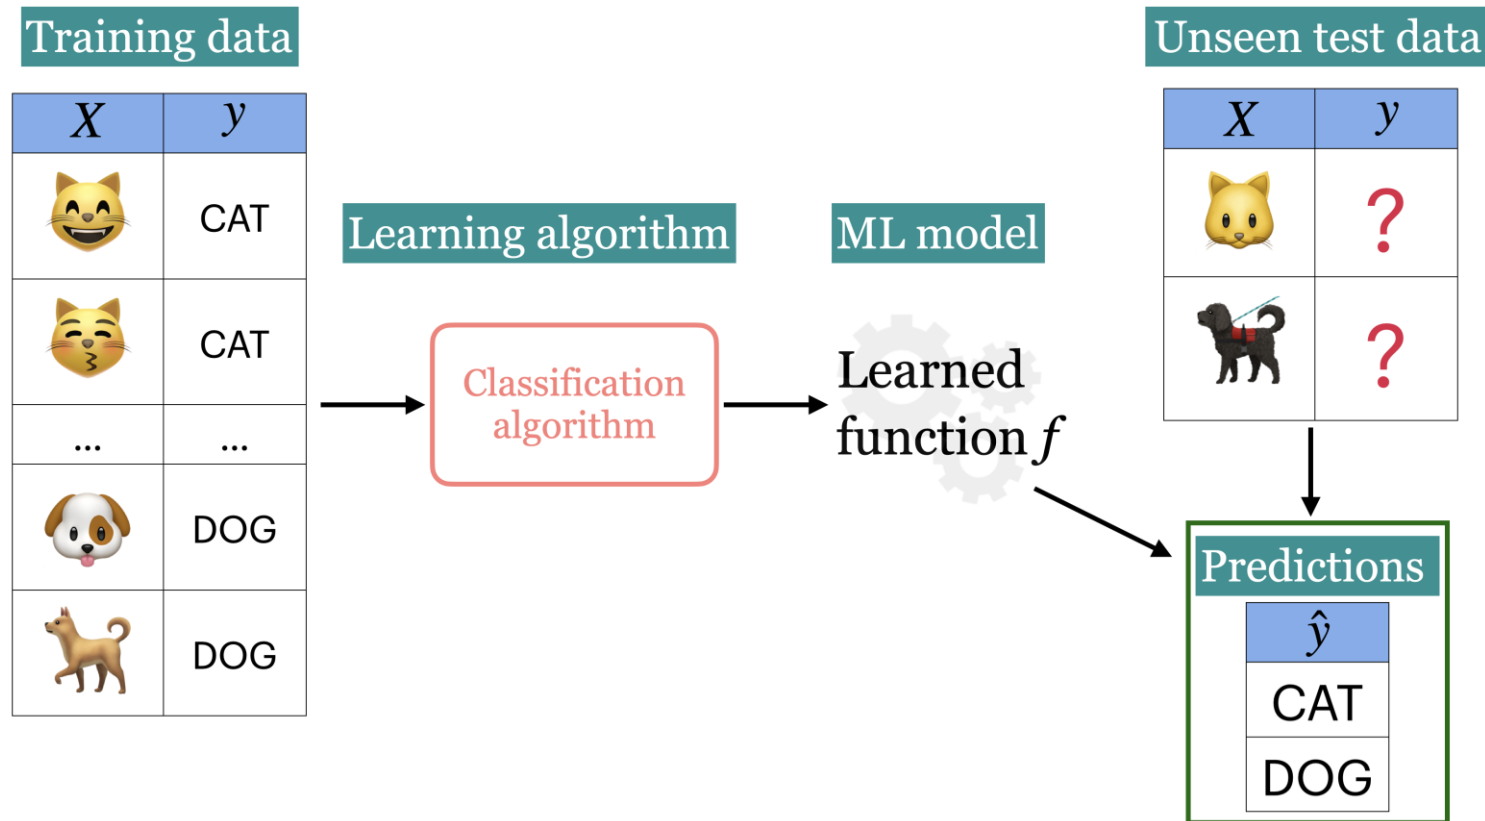 Training data
X y
CAT
CAT
... ...
DOG
DOG
Learning algorithm
Classification
algorithm
ML model
Learned
function f
Unseen test data
X y
?
?
Predictions
ŷ
CAT
DOG